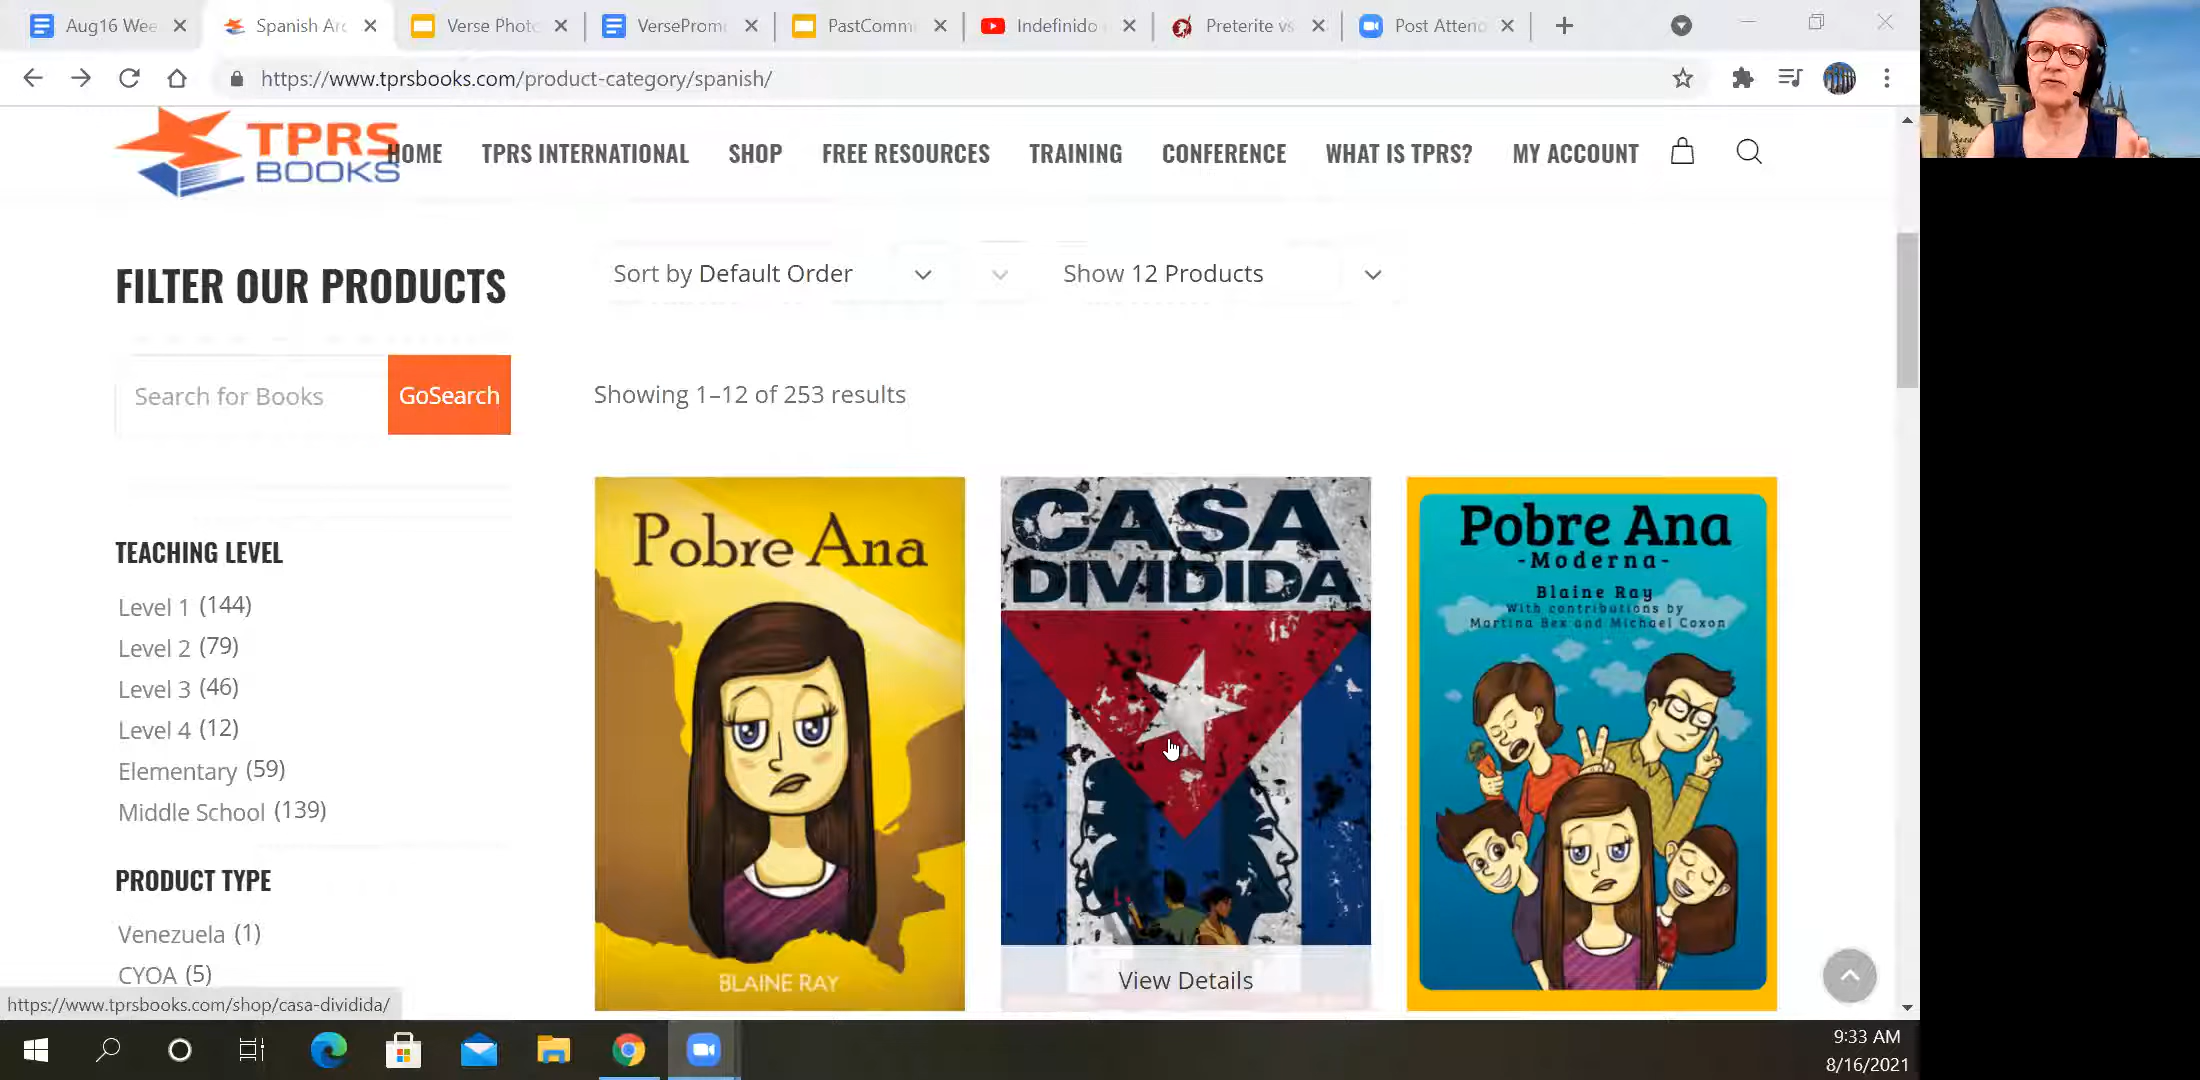 Aug16 Wee
Spanish Arc
Verse Phot
VerseProm
PastComm
Indefinido
Preterite vs
Post Attend
https://www.tprsbooks.com/product-category/spanish/
TPRS
BOOKS
HOME
TPRS INTERNATIONAL
SHOP
FREE RESOURCES
TRAINING
CONFERENCE
WHAT IS TPRS?
MY ACCOUNT
FILTER OUR PRODUCTS
Sort by Default Order
Show 12 Products
Search for Books
GoSearch
Showing 1–12 of 253 results
TEACHING LEVEL
Level 1 (144)
Level 2 (79)
Level 3 (46)
Level 4 (12)
Elementary (59)
Middle School (139)
PRODUCT TYPE
Venezuela (1)
CYOA (5)
Pobre Ana
BLAINE RAY
CASA
DIVIDIDA
View Details
Pobre Ana
-Moderna-
Blaine Ray
With contributions by
Martina Bex and Michael Coxon
https://www.tprsbooks.com/shop/casa-dividida/
9:33 AM
8/16/2021